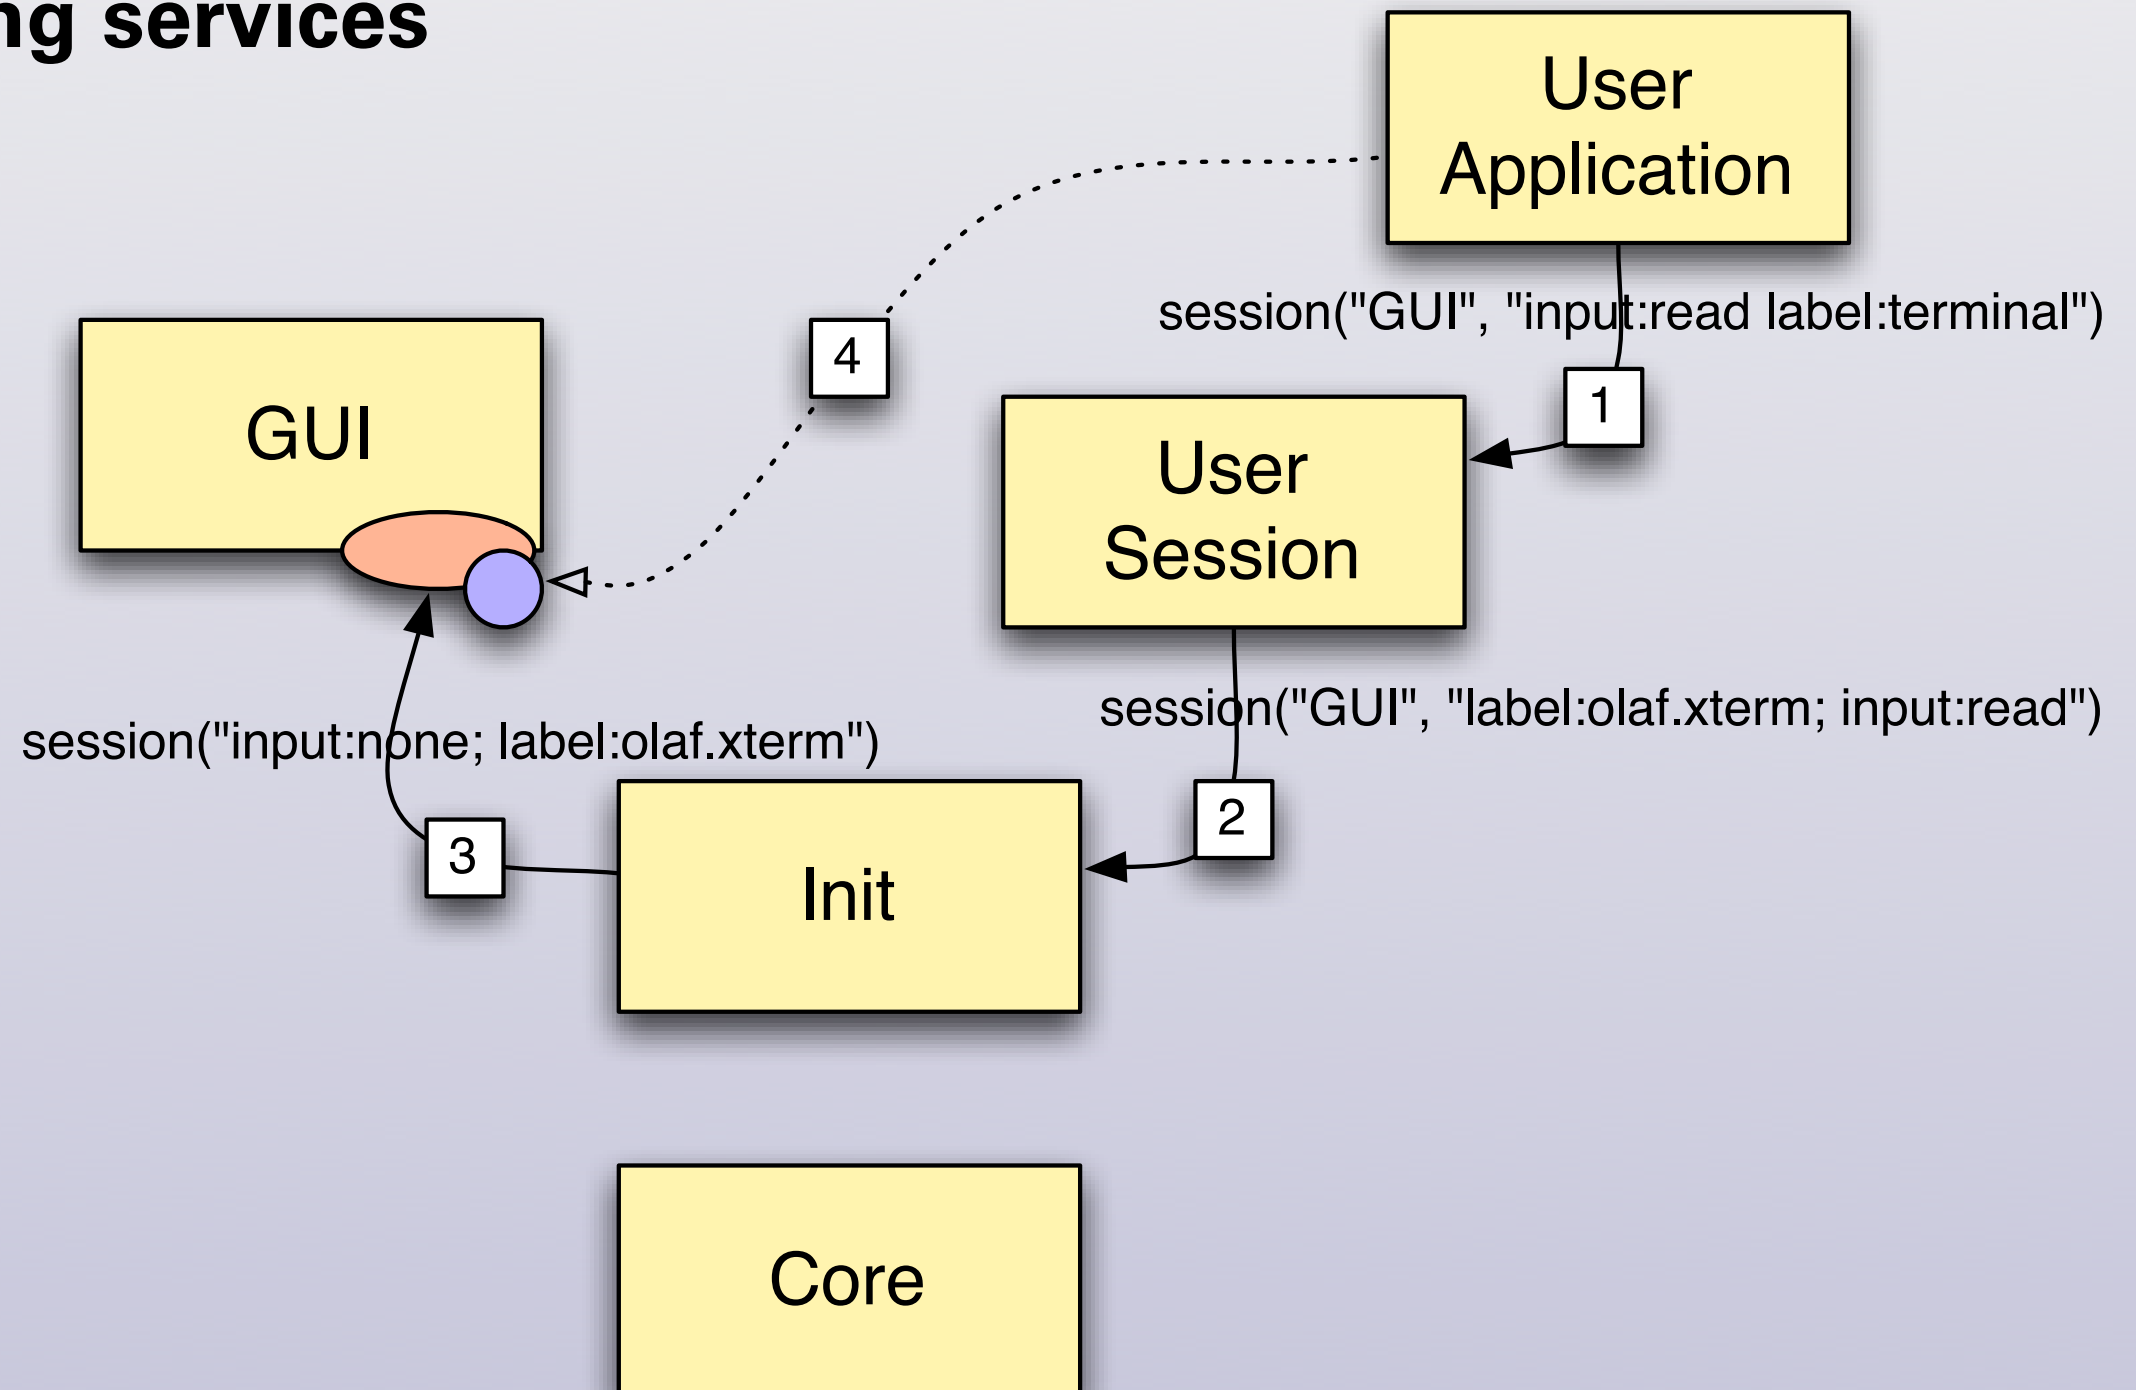 services
User
Application
session("GUI", "input:read label:terminal")
4
1
GUI
User
Session
session("GUI", "label:olaf.xterm; input:read")
session("input:none; label:olaf.xterm")
2
3
Init
Core